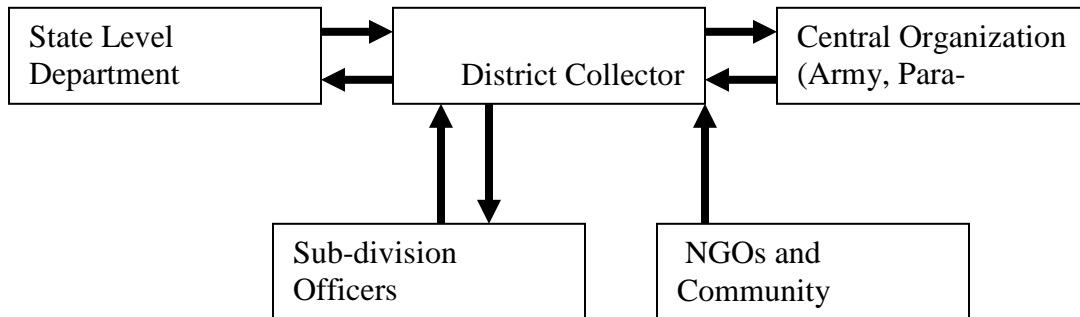 State Level
Department
District Collector
Central Organization
(Army, Para-
Sub-division
Officers
NGOs and
Community